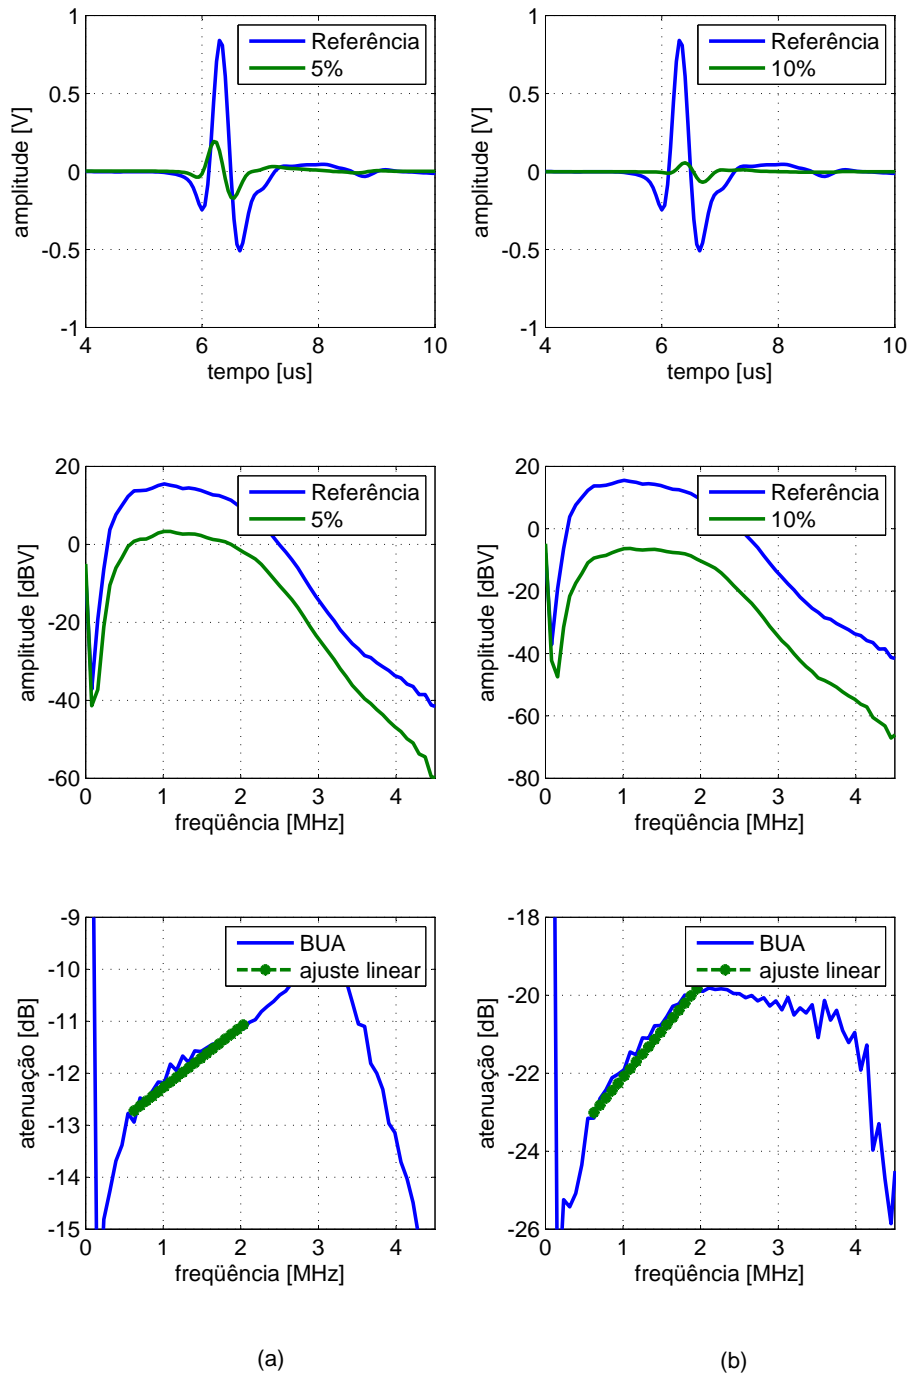 1
0.5
0
-0.5
-1
4
6
8
10
amplitude [V]
tempo [us]
Referência
5%
1
0.5
0
-0.5
-1
4
6
8
10
amplitude [V]
tempo [us]
Referência
10%
20
0
-20
-40
-60
0
1
2
3
4
amplitude [dBV]
freqüência [MHz]
Referência
5%
20
0
-20
-40
-60
-80
0
1
2
3
4
amplitude [dBV]
freqüência [MHz]
Referência
10%
-9
-10
-11
-12
-13
-14
-15
0
1
2
3
4
atenuação [dB]
freqüência [MHz]
BUA
ajuste linear
-18
-20
-22
-24
-26
0
1
2
3
4
atenuação [dB]
freqüência [MHz]
BUA
ajuste linear
(a)
(b)